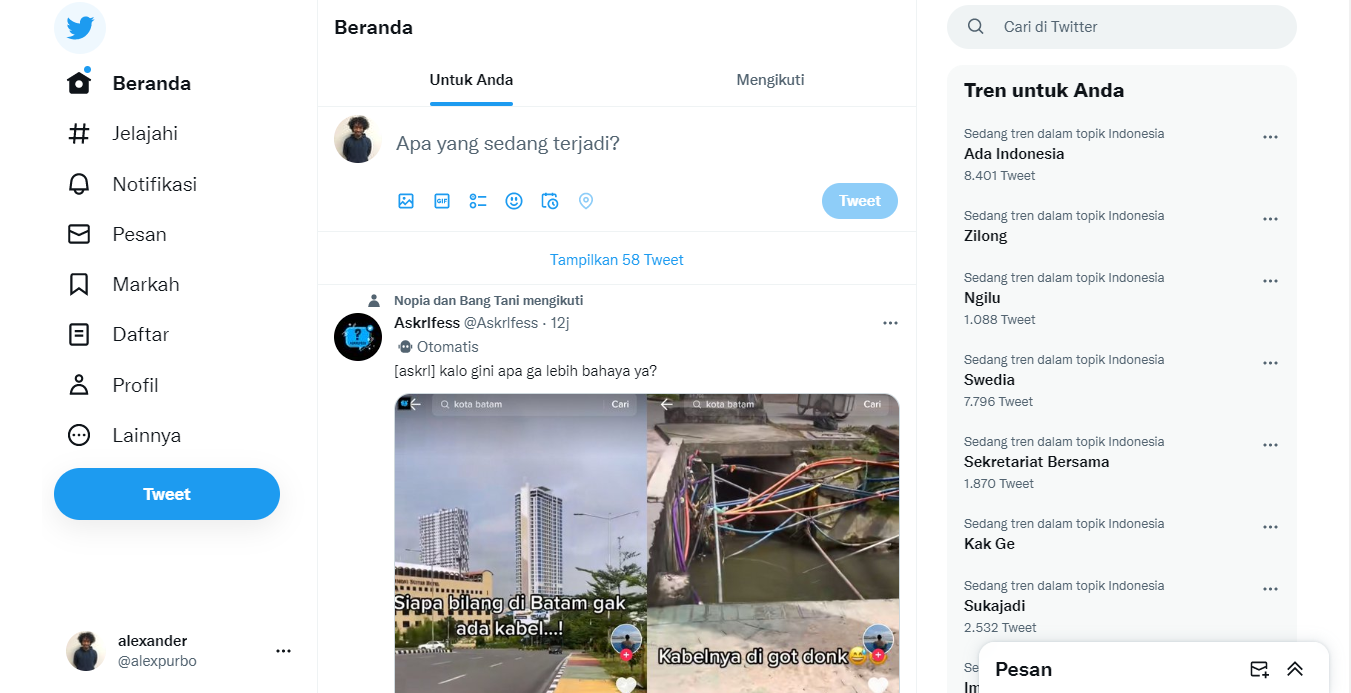 Beranda
Jelajahi
Notifikasi
Pesan
Markah
Daftar
Profil
Lainnya
Tweet
alexander
@alexpurbo
Beranda
Untuk Anda
Mengikuti
Apa yang sedang terjadi?
GIF
Tweet
Tampilkan 58 Tweet
Nopia dan Bang Tani mengikuti
Askrlfess @Askrlfess · 12j
Otomatis
[askrl] kalo gini apa ga lebih bahaya ya?
kota batam Cari
Siapa bilang di Batam gak
ada kabel...!
kota batam Cari
Kabelnya di got donk😅
Cari di Twitter
Tren untuk Anda
Sedang tren dalam topik Indonesia
Ada Indonesia
8.401 Tweet
Sedang tren dalam topik Indonesia
Zilong
Sedang tren dalam topik Indonesia
Ngilu
1.088 Tweet
Sedang tren dalam topik Indonesia
Swedia
7.796 Tweet
Sedang tren dalam topik Indonesia
Sekretariat Bersama
1.870 Tweet
Sedang tren dalam topik Indonesia
Kak Ge
Sedang tren dalam topik Indonesia
Sukajadi
2.532 Tweet
Pesan